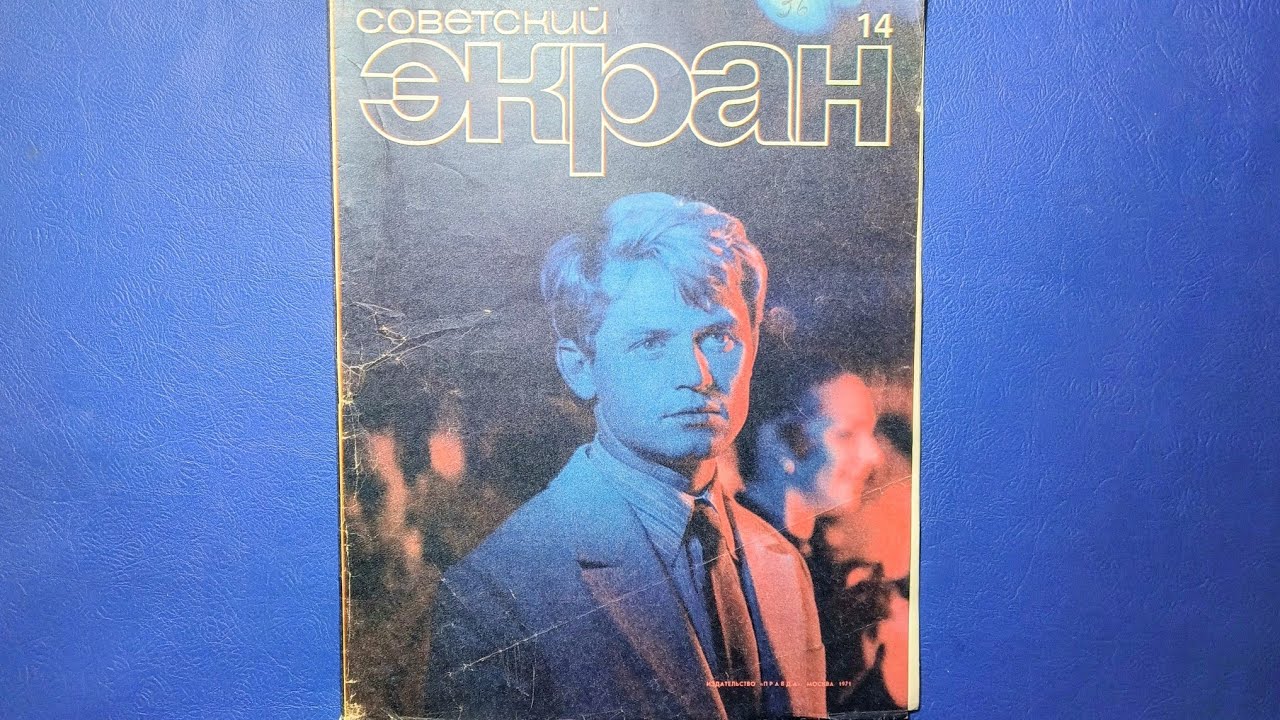 советский
14
экран
ИЗДАТЕЛЬСТВО «ПРАВДА» МОСКВА 1971